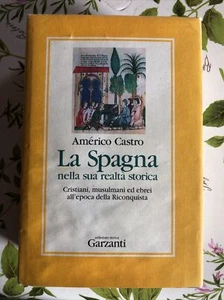 Américo Castro
La Spagna
nella sua realtà storica
Cristiani, musulmani ed ebrei
all'epoca della Riconquista
Garzanti